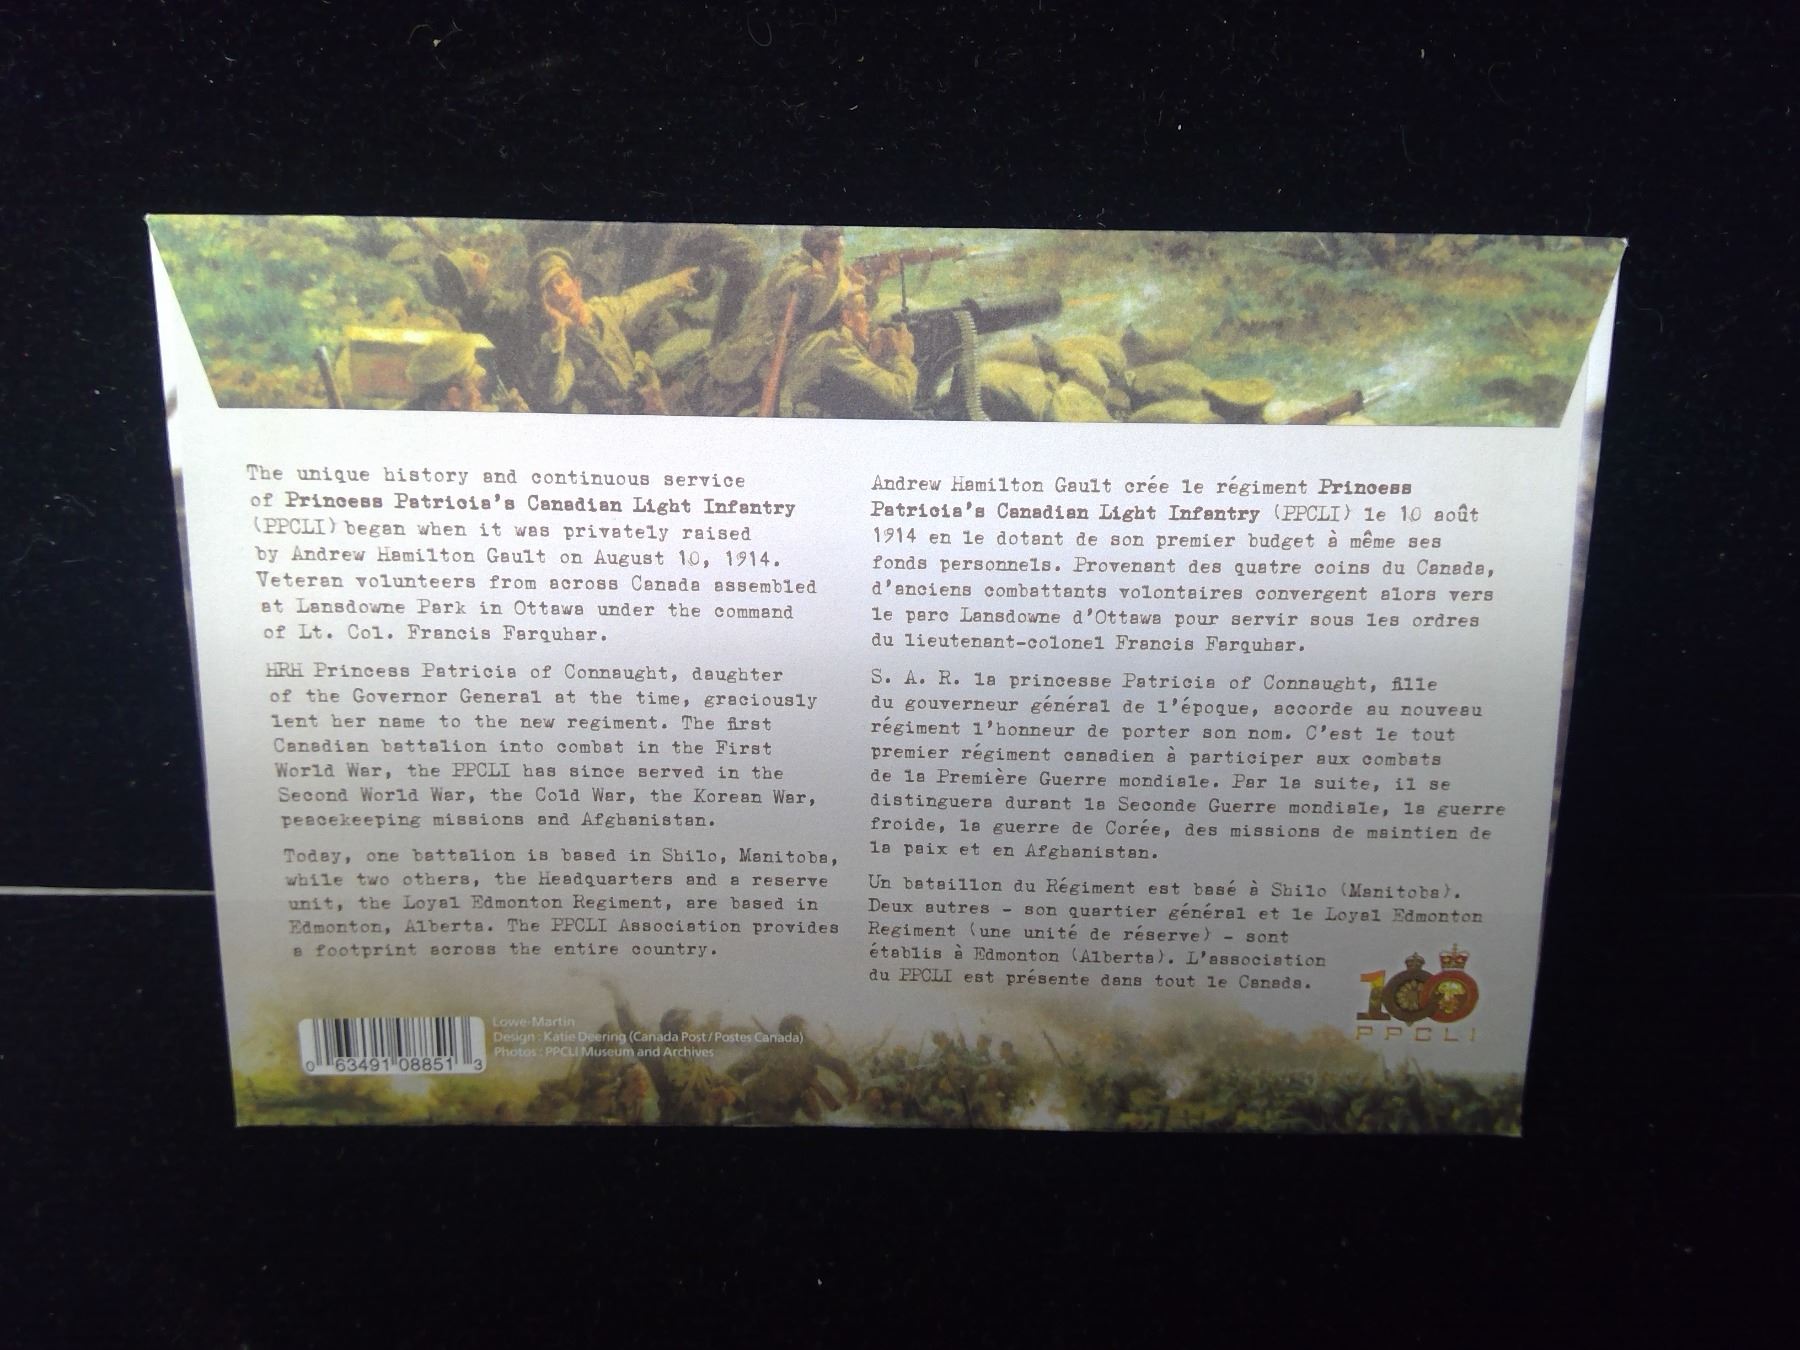 The unique history and continuous service
of Princess Patricia's Canadian Light Infantry
(PPCLI) began when it was privately raised
by Andrew Hamilton Gault on August 10, 1914.
Veteran volunteers from across Canada assembled
at Lansdowne Park in Ottawa under the command
of Lt. Col. Francis Farquhar.
HRH Princess Patricia of Connaught, daughter
of the Governor General at the time, graciously
lent her name to the new regiment. The first
Canadian battalion into combat in the First
World War, the PPCLI has since served in the
Second World War, the Cold War, the Korean War,
peacekeeping missions and Afghanistan.
Today, one battalion is based in Shilo, Manitoba,
while two others, the Headquarters and a reserve
unit, the Loyal Edmonton Regiment, are based in
Edmonton, Alberta. The PPCLI Association provides
a footprint across the entire country.
Andrew Hamilton Gault crée le régiment Princess
Patricia's Canadian Light Infantry (PPCLI) le 10 août
1914 en le dotant de son premier budget à même ses
fonds personnels. Provenant des quatre coins du Canada,
d'anciens combattants volontaires convergent alors vers
le parc Lansdowne d'Ottawa pour servir sous les ordres
du lieutenant-colonel Francis Farquhar.
S. A. R. la princesse Patricia of Connaught, fille
du gouverneur général de l'époque, accorde au nouveau
régiment l'honneur de porter son nom. C'est le tout
premier régiment canadien à participer aux combats
de la Première Guerre mondiale. Par la suite, il se
distinguera durant la Seconde Guerre mondiale, la guerre
froide, la guerre de Corée, des missions de maintien de
la paix et en Afghanistan.
Un bataillon du Régiment est basé à Shilo (Manitoba).
Deux autres – son quartier général et le Loyal Edmonton
Regiment (une unité de réserve) – sont
établis à Edmonton (Alberta). L'association
du PPCLI est présente dans tout le Canada.
100
PPCLI
Lowe-Martin
Design : Katie Deering (Canada Post / Postes Canada)
Photos : PPCLI Museum and Archives
0 63491 08851 3